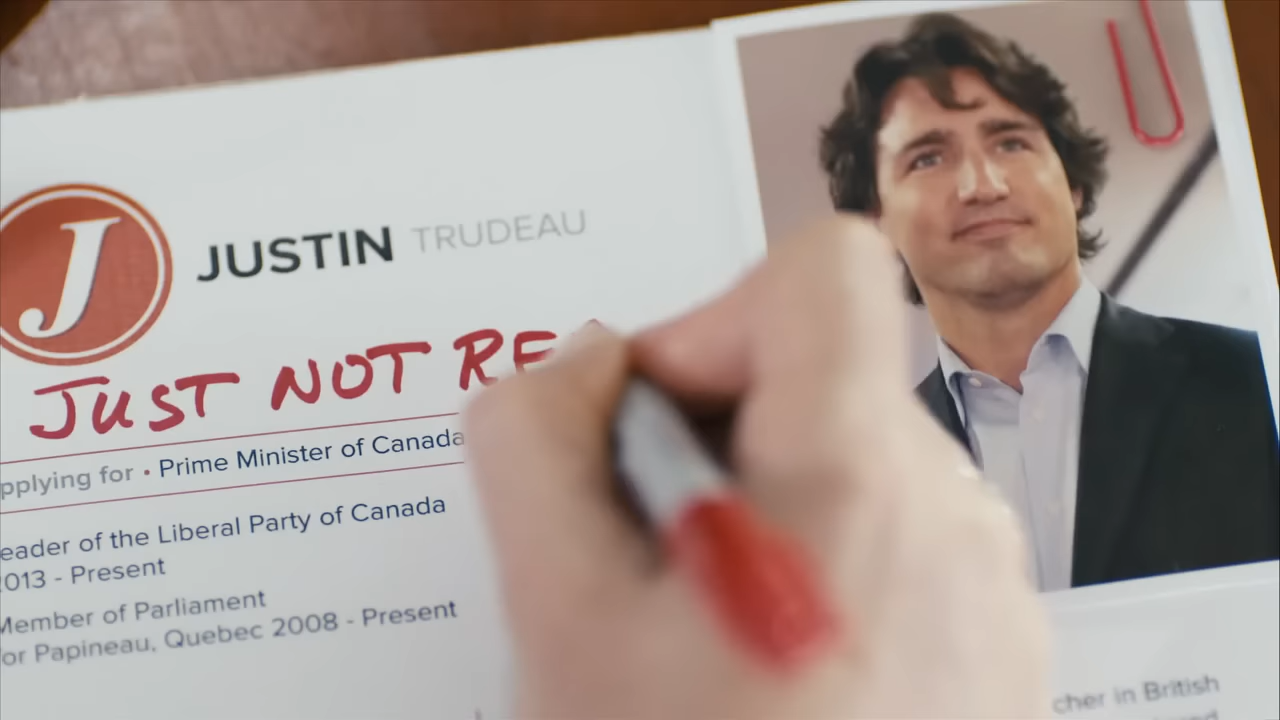 J
JUSTIN TRUDEAU
JUST NOT RE
pplying for • Prime Minister of Canada
eader of the Liberal Party of Canada
2013 - Present
Member of Parliament
or Papineau, Quebec 2008 - Present
cher in British